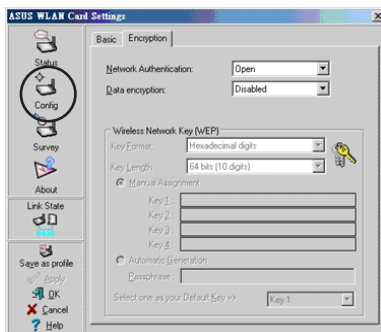 ASUS WLAN Card Settings
Status
Config
Survey
About
Link State
Save as profile
Apply
OK
Cancel
Help
Basic
Encryption
Network Authentication:
Open
Data encryption:
Disabled
Wireless Network Key (WEP)
Key Format:
Hexadecimal digits
Key Length:
64 bits (10 digits)
Manual Assignment
Key 1 :
Key 2 :
Key 3 :
Key 4 :
Automatic Generation
Passphrase :
Select one as your Default Key =>
Key 1